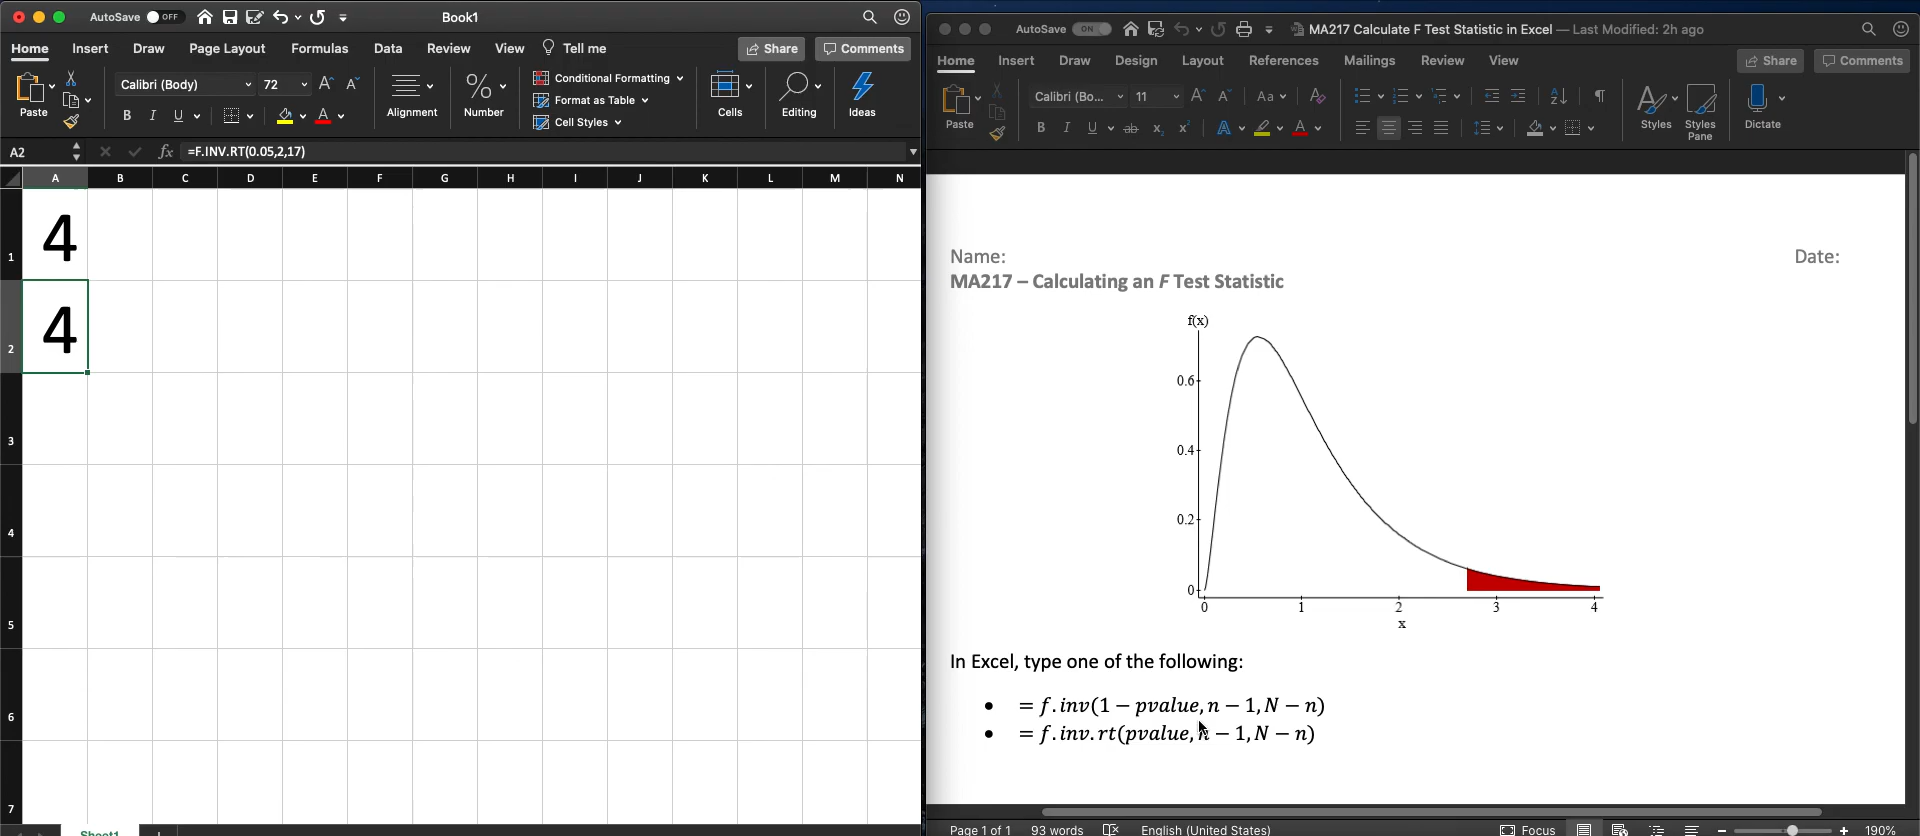 AutoSave OFF
Book1
Home Insert Draw Page Layout Formulas Data Review View Tell me
Share
Comments
Paste
Calibri (Body)
72
B I U
A
Alignment
%
Number
Conditional Formatting
Format as Table
Cell Styles
Cells
Editing
Ideas
A2
fx =F.INV.RT(0.05,2,17)
A B C D E F G H I J K L M N
1 4
2 4
3
4
5
6
7
Sheet1 +
AutoSave ON
MA217 Calculate F Test Statistic in Excel — Last Modified: 2h ago
Home Insert Draw Design Layout References Mailings Review View
Share
Comments
Paste
Calibri (Bo...
11
Aa
B I U ab x₂ x²
A
Styles
Styles Pane
Dictate
Name: Date:
MA217 – Calculating an F Test Statistic
f(x)
0.6
0.4
0.2
0
0 1 2 3 4
x
In Excel, type one of the following:
• = f.inv(1 − pvalue, n − 1, N − n)
• = f.inv.rt(pvalue, n − 1, N − n)
Page 1 of 1 93 words English (United States) Focus − + 190%